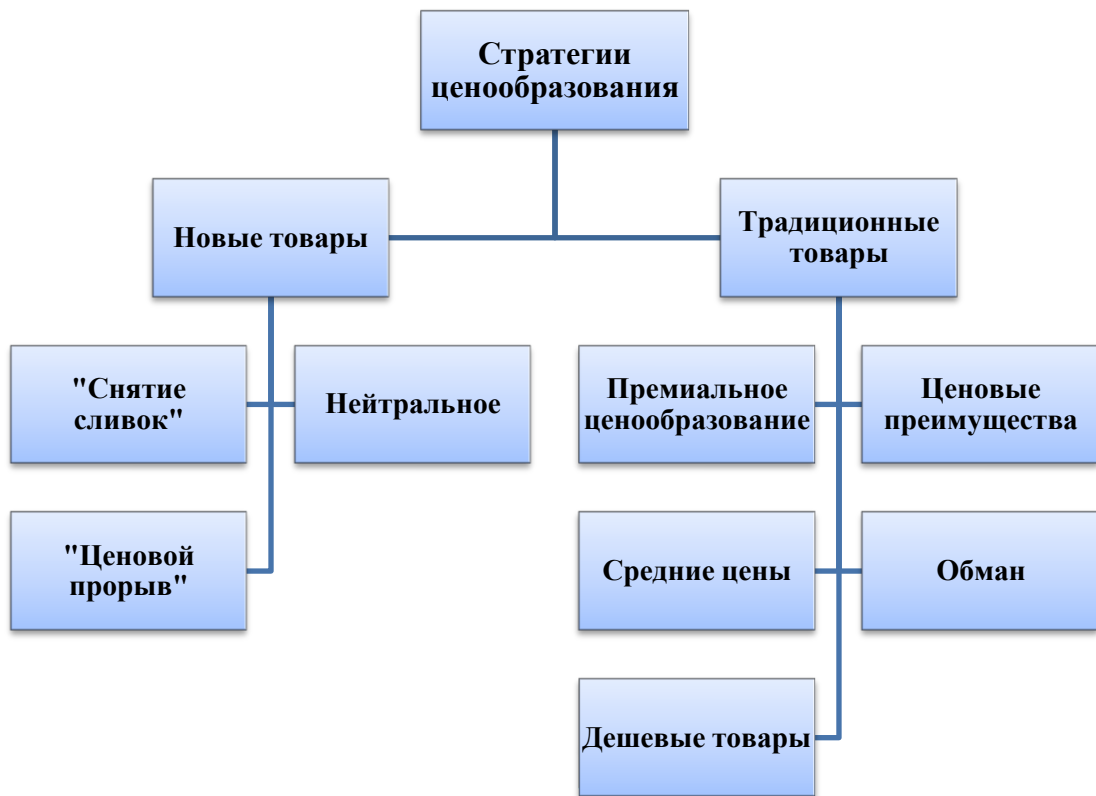 Стратегии
ценообразования
Новые товары
Традиционные
товары
"Снятие
сливок"
Нейтральное
Премиальное
ценообразование
Ценовые
преимущества
"Ценовой
прорыв"
Средние цены
Обман
Дешевые товары